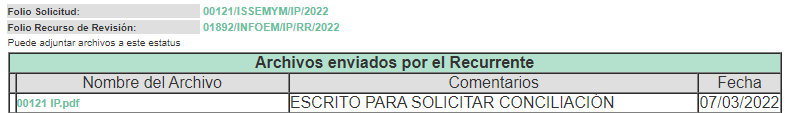 Folio Solicitud: 00121/ISSEMYM/IP/2022
Folio Recurso de Revisión: 01892/INFOEM/IP/RR/2022
Puede adjuntar archivos a este estatus
Archivos enviados por el Recurrente
Nombre del Archivo Comentarios Fecha
00121 IP.pdf ESCRITO PARA SOLICITAR CONCILIACIÓN 07/03/2022